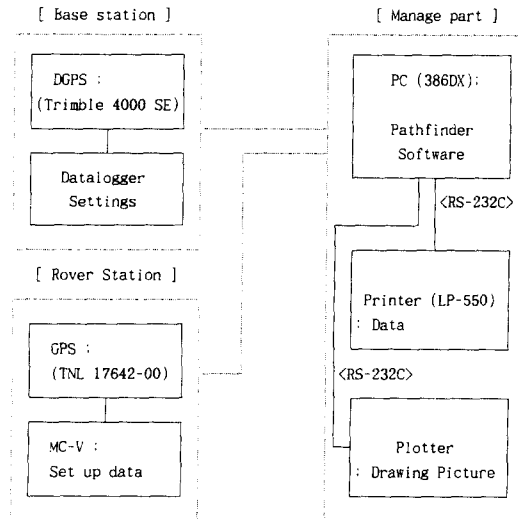 [ Base station ]
DGPS :
(Trimble 4000 SE)
Datalogger
Settings
[ Rover Station ]
GPS :
(TNL 17642-00)
MC-V :
Set up data
[ Manage part ]
PC (386DX);
Pathfinder
Software
<RS-232C>
Printer (LP-550)
: Data
<RS-232C>
Plotter
: Drawing Picture